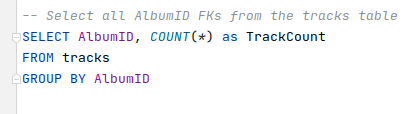 -- Select all AlbumID FKs from the tracks table
SELECT AlbumID, COUNT(*) as TrackCount
FROM tracks
GROUP BY AlbumID